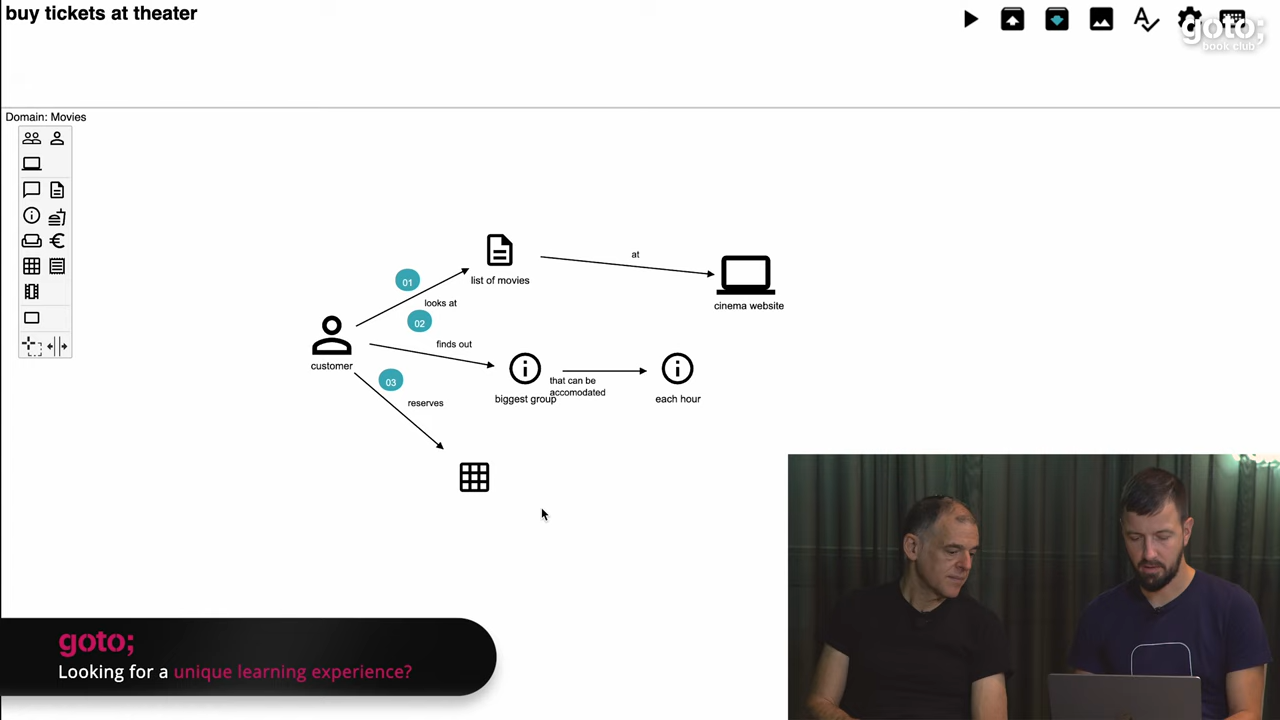 buy tickets at theater
goto;
book club
Domain: Movies
01
looks at
list of movies
at
cinema website
02
finds out
customer
biggest group
that can be
accomodated
each hour
03
reserves
goto;
Looking for a unique learning experience?